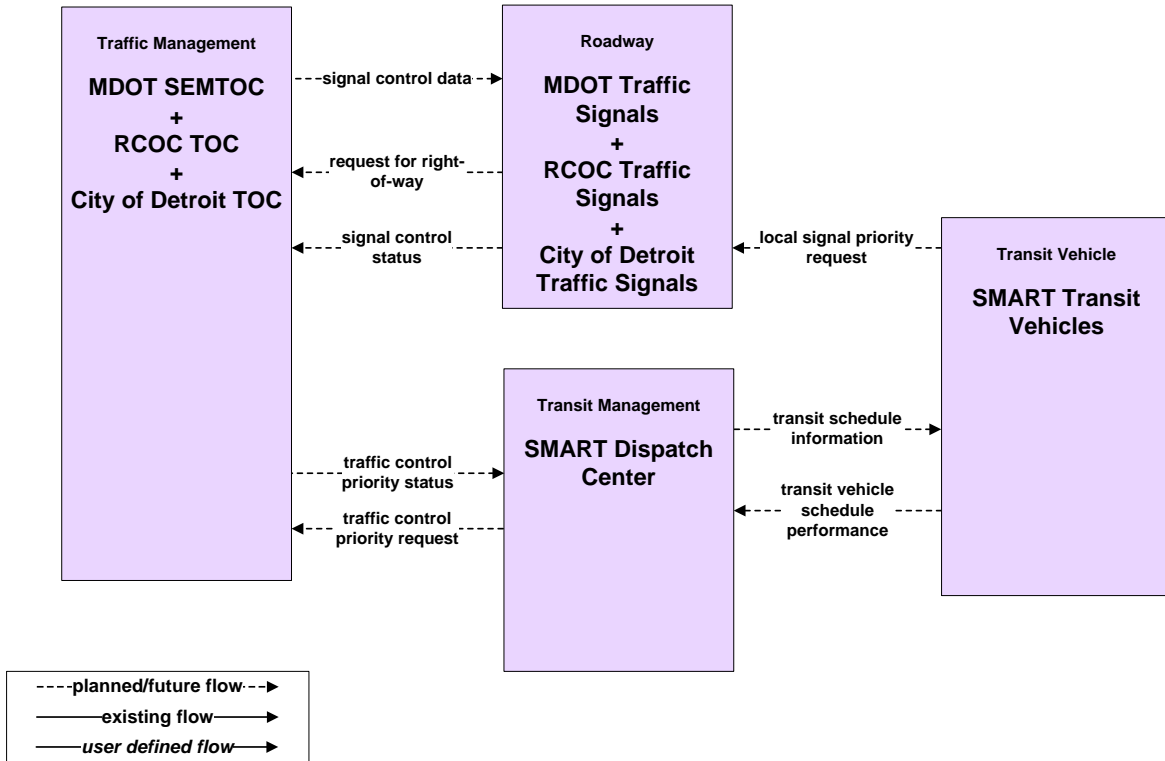 Traffic Management
MDOT SEMTOC
+
RCOC TOC
+
City of Detroit TOC
signal control data
request for right-
of-way
signal control
status
Roadway
MDOT Traffic
Signals
+
RCOC Traffic
Signals
+
City of Detroit
Traffic Signals
local signal priority
request
Transit Vehicle
SMART Transit
Vehicles
traffic control
priority status
traffic control
priority request
Transit Management
SMART Dispatch
Center
transit schedule
information
transit vehicle
schedule
performance
planned/future flow
existing flow
user defined flow